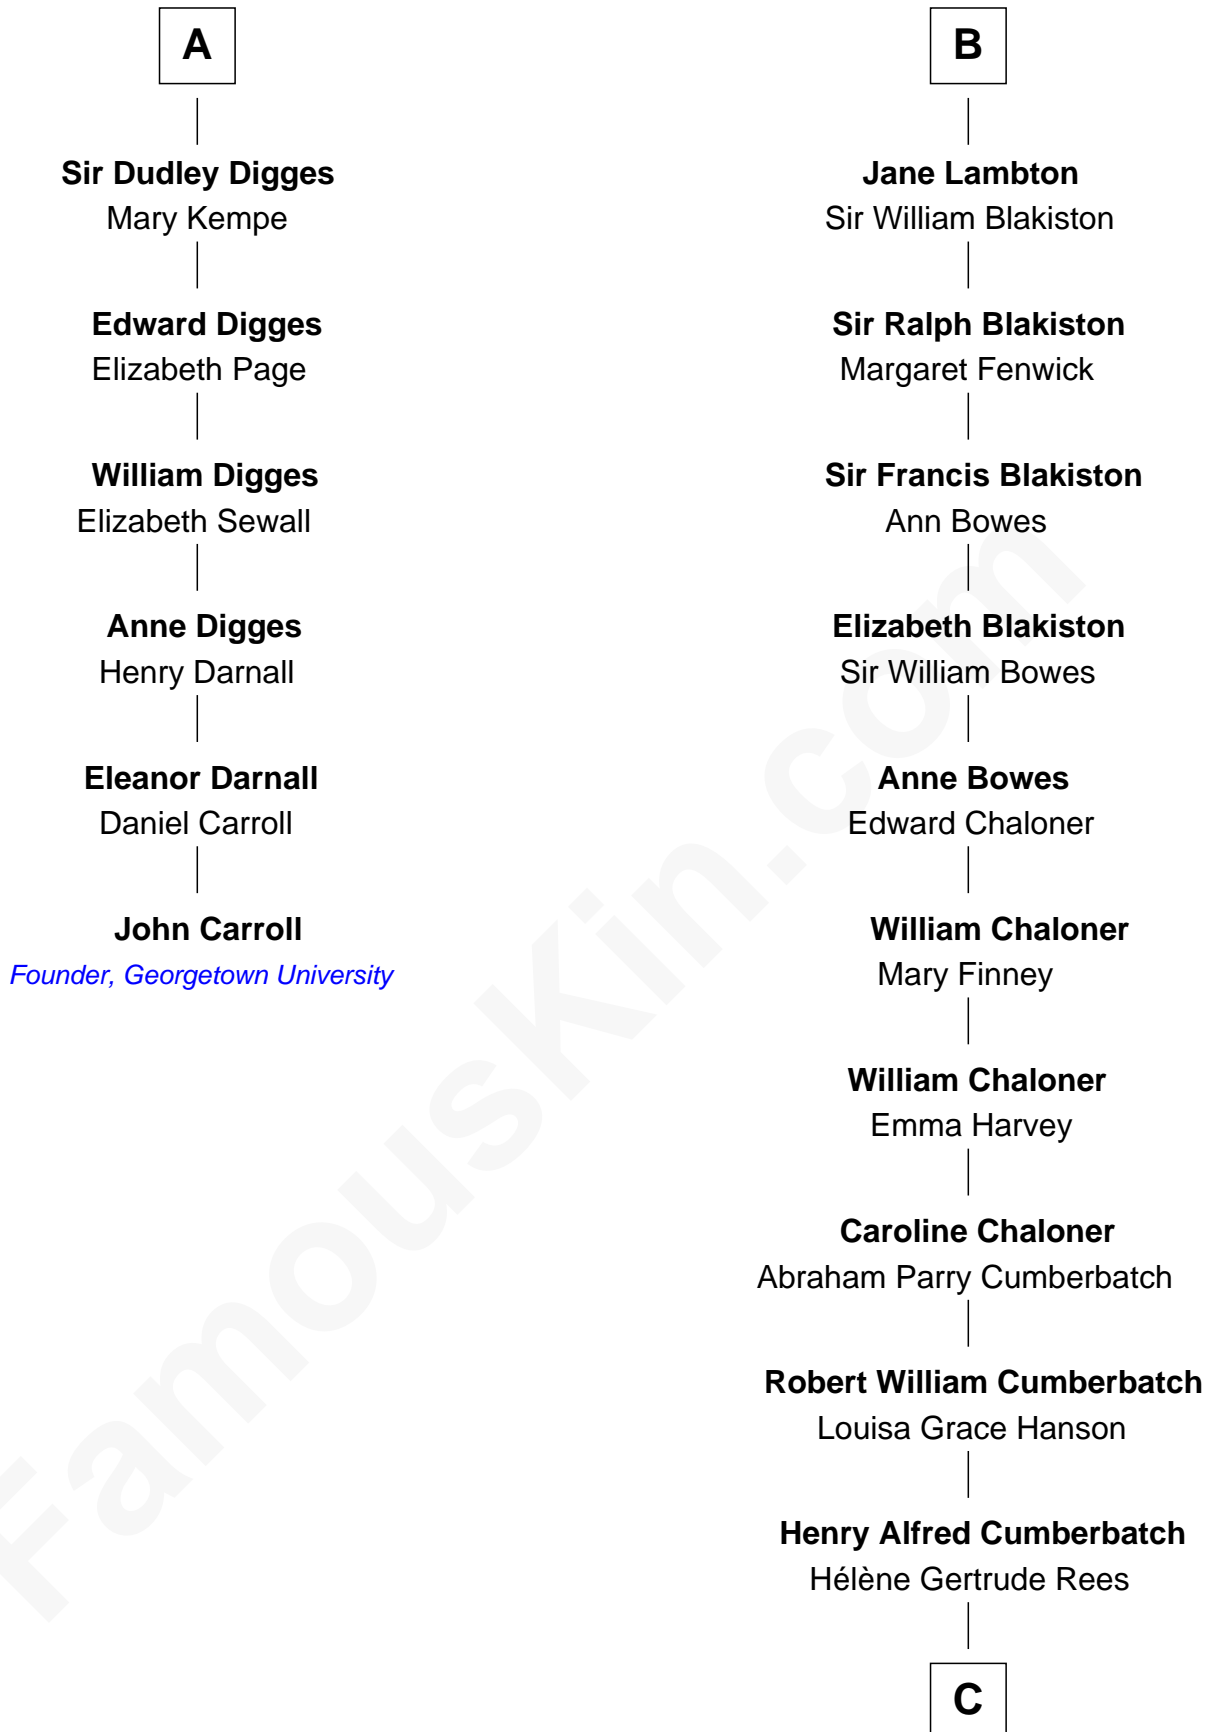 A
Sir Dudley Digges
Mary Kempe
Edward Digges
Elizabeth Page
William Digges
Elizabeth Sewall
Anne Digges
Henry Darnall
Eleanor Darnall
Daniel Carroll
John Carroll
Founder, Georgetown University
B
Jane Lambton
Sir William Blakiston
Sir Ralph Blakiston
Margaret Fenwick
Sir Francis Blakiston
Ann Bowes
Elizabeth Blakiston
Sir William Bowes
Anne Bowes
Edward Chaloner
William Chaloner
Mary Finney
William Chaloner
Emma Harvey
Caroline Chaloner
Abraham Parry Cumberbatch
Robert William Cumberbatch
Louisa Grace Hanson
Henry Alfred Cumberbatch
Hélène Gertrude Rees
C
FamousKin.com